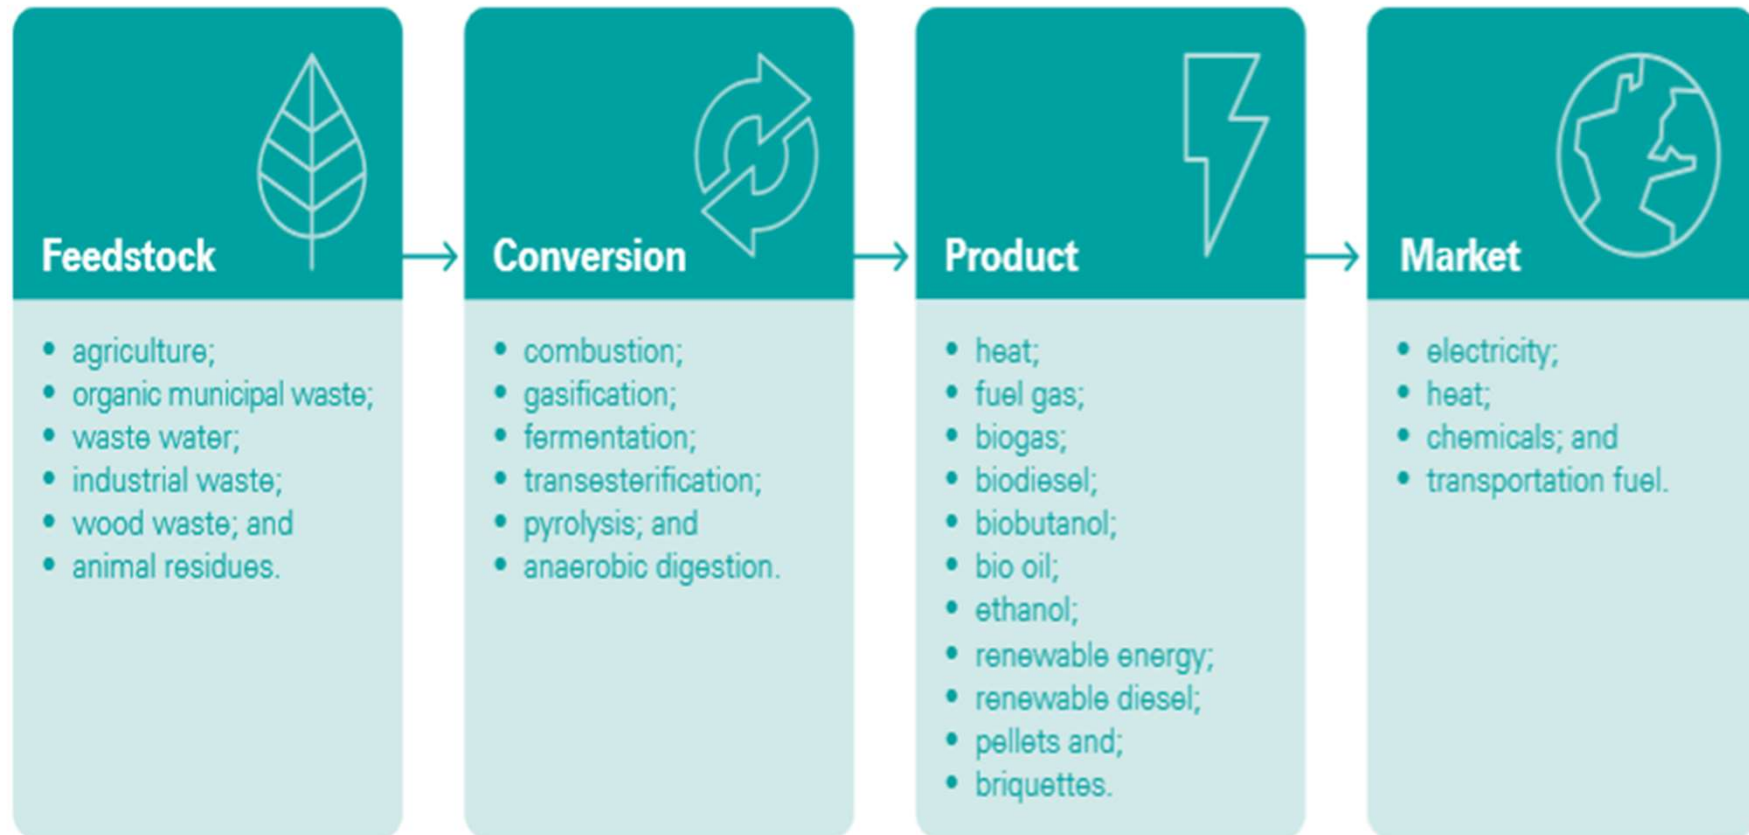 Feedstock
• agriculture;
• organic municipal waste;
• waste water;
• industrial waste;
• wood waste; and
• animal residues.
Conversion
• combustion;
• gasification;
• fermentation;
• transesterification;
• pyrolysis; and
• anaerobic digestion.
Product
• heat;
• fuel gas;
• biogas;
• biodiesel;
• biobutanol;
• bio oil;
• ethanol;
• renewable energy;
• renewable diesel;
• pellets and;
• briquettes.
Market
• electricity;
• heat;
• chemicals; and
• transportation fuel.